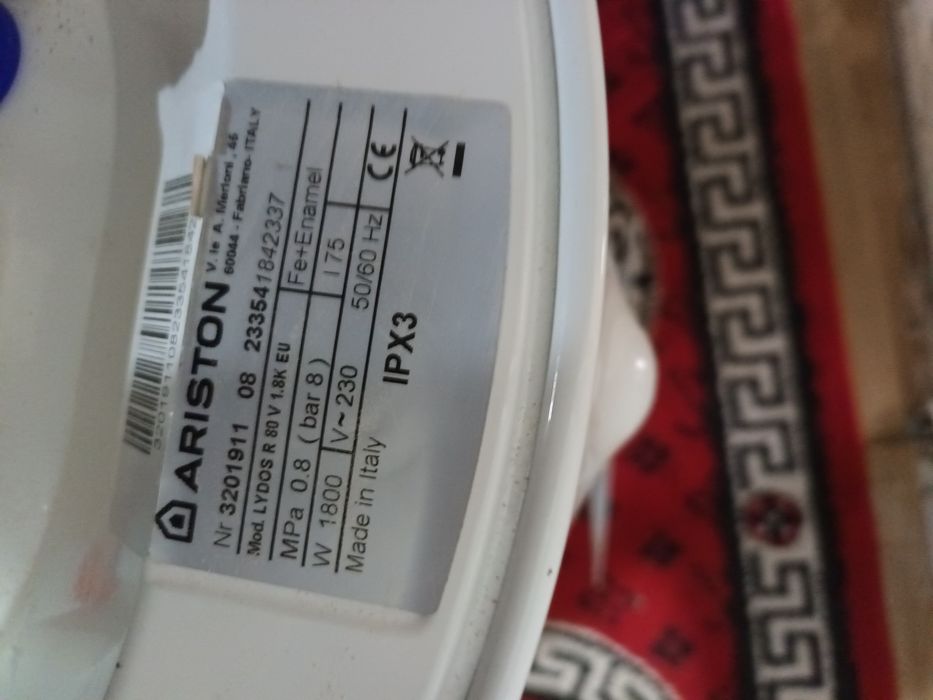 ARISTON V. le A. Merloni , 45
60044 - Fabriano- ITALY
Nr 3201911 08 233541842337
Mod. LYDOS R 80 V 1.8K EU
MPa 0.8 ( bar 8 ) Fe+Enamel
W 1800 V~ 230 l 75
50/60 Hz
Made in Italy
IPX3
CE